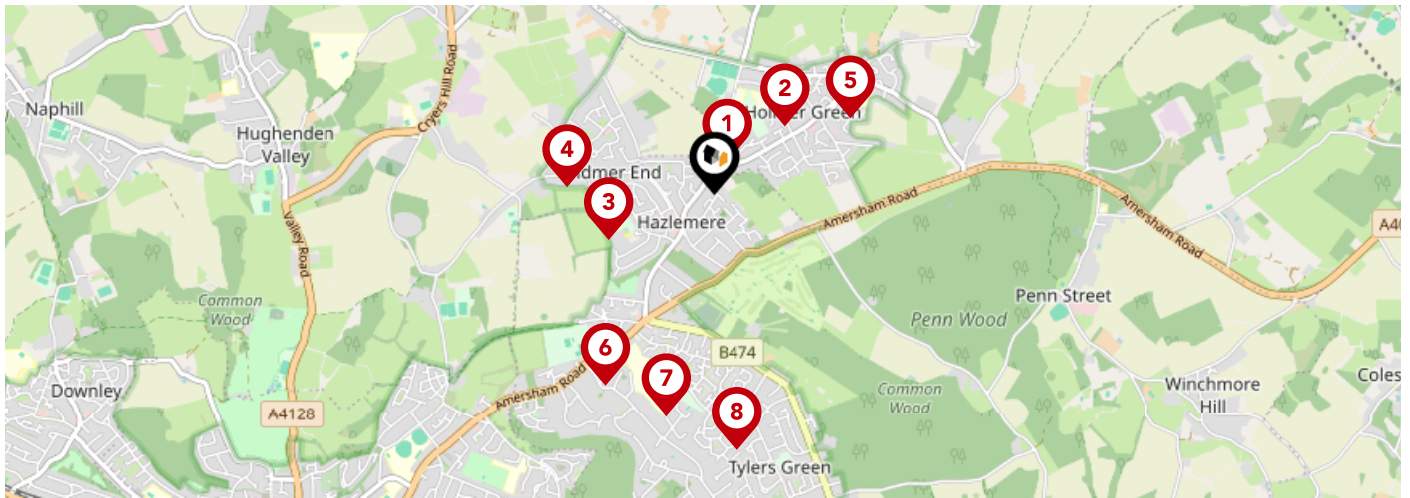 Naphill
Hughenden
Valley
Cryers Hill Road
Valley Road
2
5
Holmer Green
1
4
Widmer End
3
Hazlemere
Amersham Road
Amersham Road
Common
Wood
Penn Street
Penn Wood
6
B474
7
Amersham Road
8
Downley
A4128
Common
Wood
Winchmore
Hill
Tylers Green